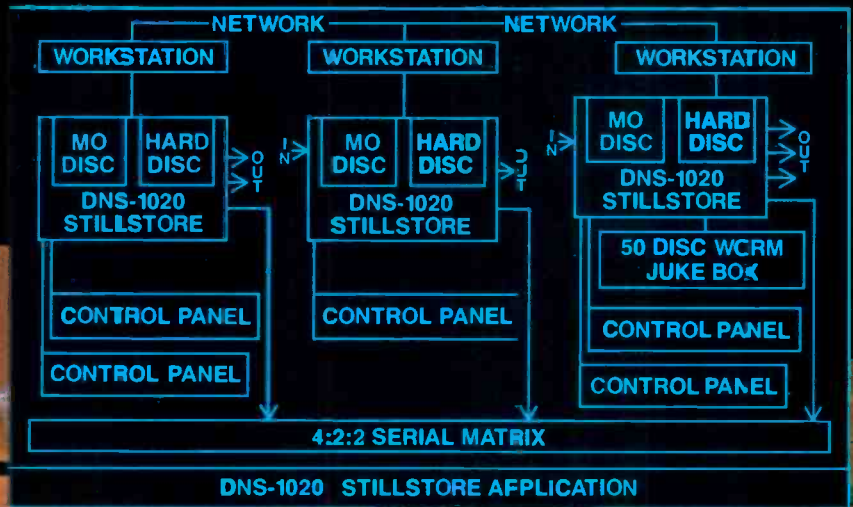 NETWORK
NETWORK
WORKSTATION
WORKSTATION
WORKSTATION
MO DISC
HARD DISC
OUT
DNS-1020
STILLSTORE
IN
MO DISC
HARD DISC
OUT
DNS-1020
STILLSTORE
IN
MO DISC
HARD DISC
OUT
DNS-1020
STILLSTORE
50 DISC WORM
JUKE BOX
CONTROL PANEL
CONTROL PANEL
CONTROL PANEL
CONTROL PANEL
CONTROL PANEL
4:2:2 SERIAL MATRIX
DNS-1020 STILLSTORE APPLICATION